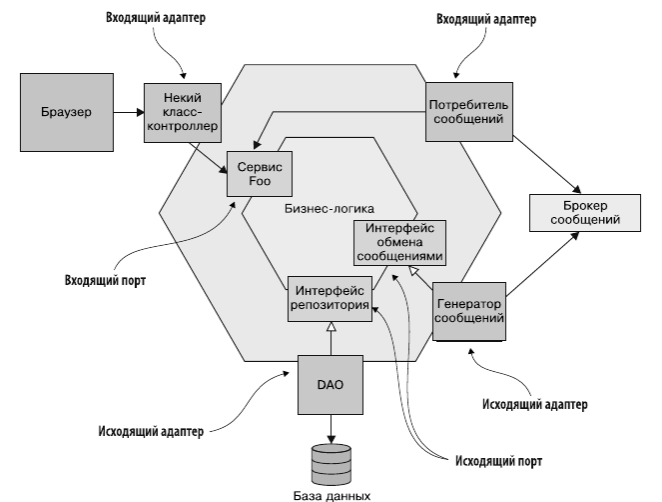 Входящий адаптер
Входящий адаптер
Браузер
Некий
класс-
контроллер
Потребитель
сообщений
Сервис
Foo
Бизнес-логика
Брокер
сообщений
Интерфейс
обмена
сообщениями
Входящий порт
Интерфейс
репозитория
Генератор
сообщений
DAO
Исходящий адаптер
Исходящий адаптер
Исходящий порт
База данных